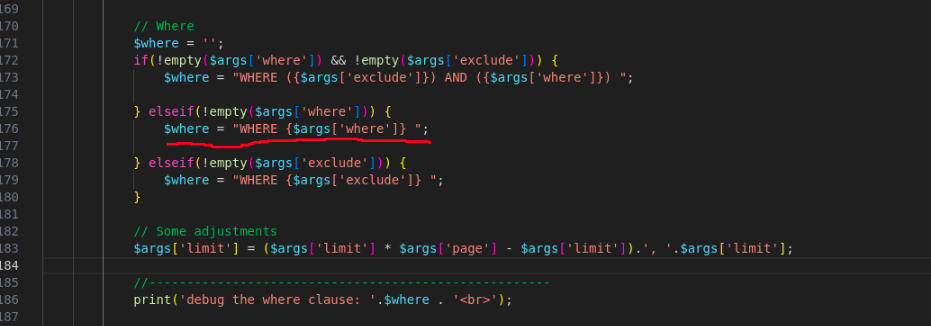 169
170 // Where
171 $where = '';
172 if(!empty($args['where']) && !empty($args['exclude'])) {
173 $where = "WHERE ({$args['exclude']}) AND ({$args['where']}) ";
174
175 } elseif(!empty($args['where'])) {
176 $where = "WHERE {$args['where']} ";
177
178 } elseif(!empty($args['exclude'])) {
179 $where = "WHERE {$args['exclude']} ";
180 }
181
182 // Some adjustments
183 $args['limit'] = ($args['limit'] * $args['page'] - $args['limit']).', '.$args['limit'];
184
185 //-----------------------------------------------------
186 print('debug the where clause: '.$where . '<br>');
187